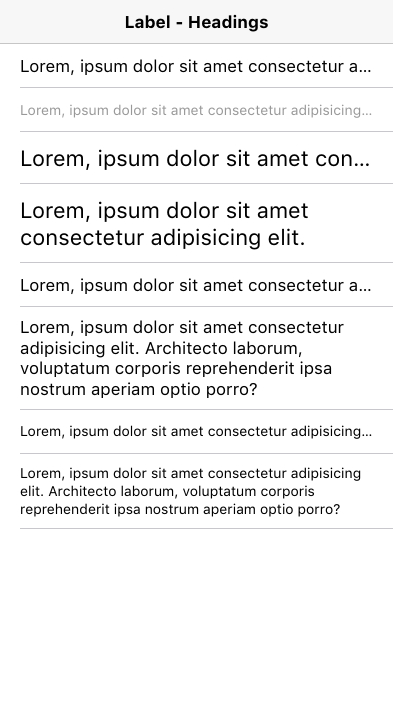 Label - Headings
Lorem, ipsum dolor sit amet consectetur a...
Lorem, ipsum dolor sit amet consectetur adipisicing...
Lorem, ipsum dolor sit amet con...
Lorem, ipsum dolor sit amet
consectetur adipisicing elit.
Lorem, ipsum dolor sit amet consectetur a...
Lorem, ipsum dolor sit amet consectetur
adipisicing elit. Architecto laborum,
voluptatum corporis reprehenderit ipsa
nostrum aperiam optio porro?
Lorem, ipsum dolor sit amet consectetur adipisicing...
Lorem, ipsum dolor sit amet consectetur adipisicing
elit. Architecto laborum, voluptatum corporis
reprehenderit ipsa nostrum aperiam optio porro?